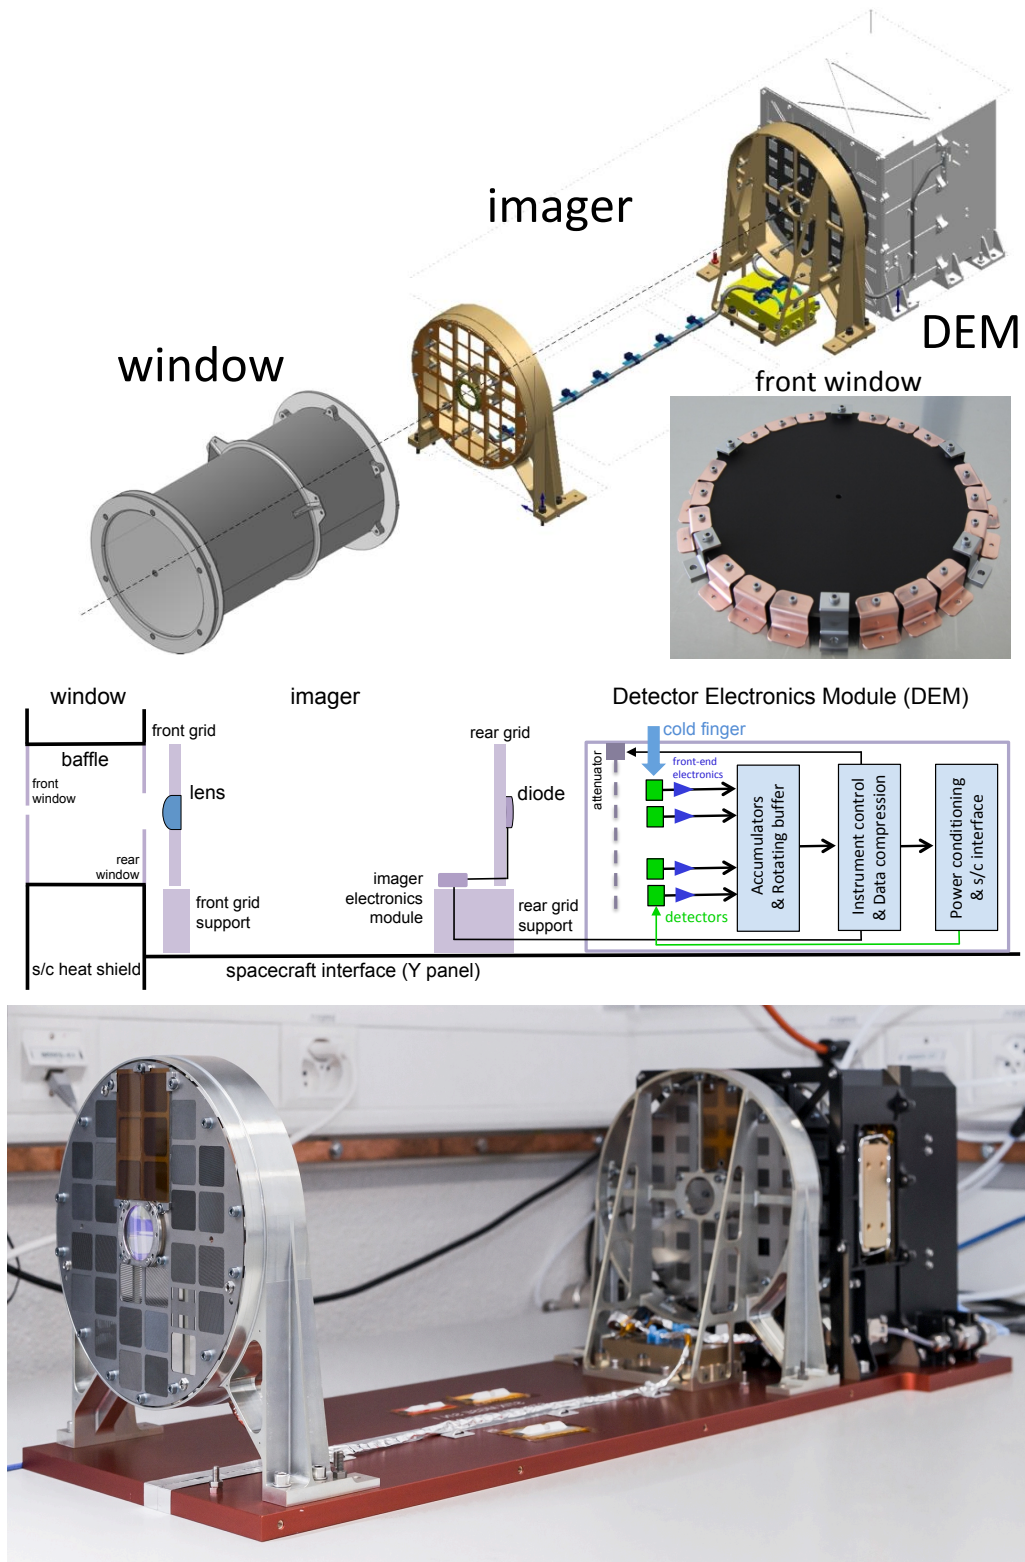 imager
window
DEM
front window
window
imager
Detector Electronics Module (DEM)
front grid
rear grid
cold finger
baffle
front
window
lens
diode
attenuator
front-end
electronics
rear
window
imager
electronics
module
front grid
support
rear grid
support
detectors
Accumulators
& Rotating buffer
Instrument control
& Data compression
Power conditioning
& s/c interface
s/c heat shield
spacecraft interface (Y panel)